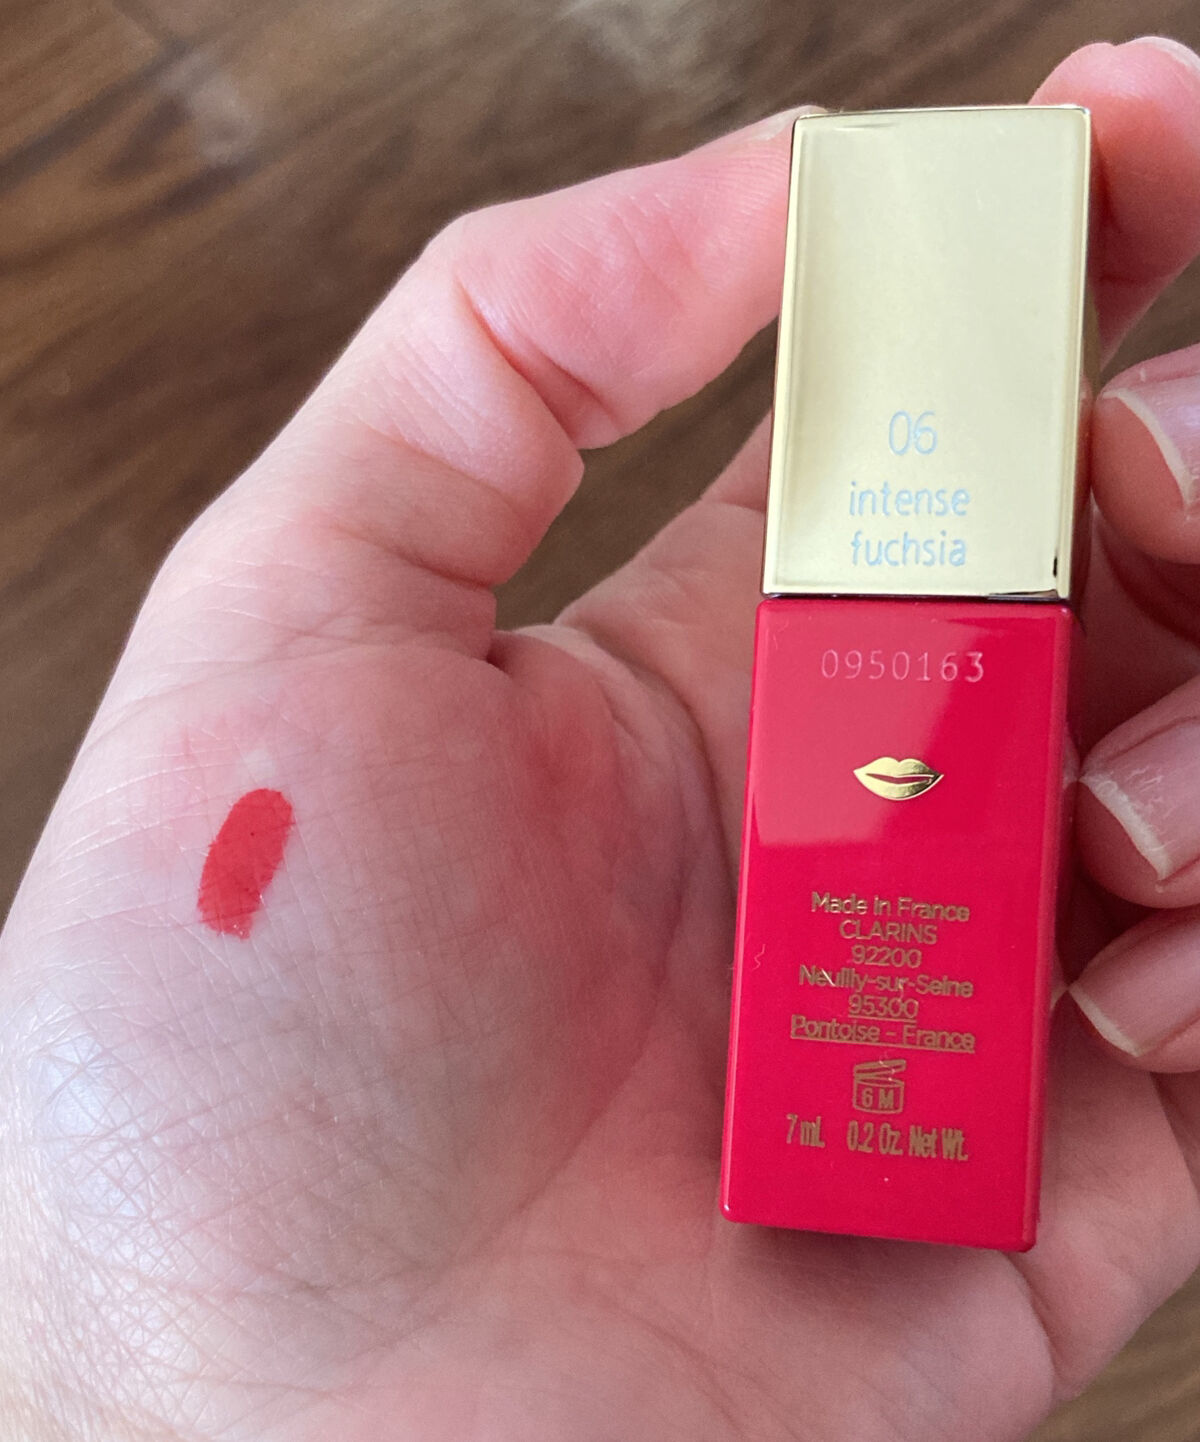 06
intense
fuchsia
0950163
Made in France
CLARINS
92200
Neuilly-sur-Seine
95300
Pontoise - France
6 M
7 mL 0.2 Oz. Net Wt.